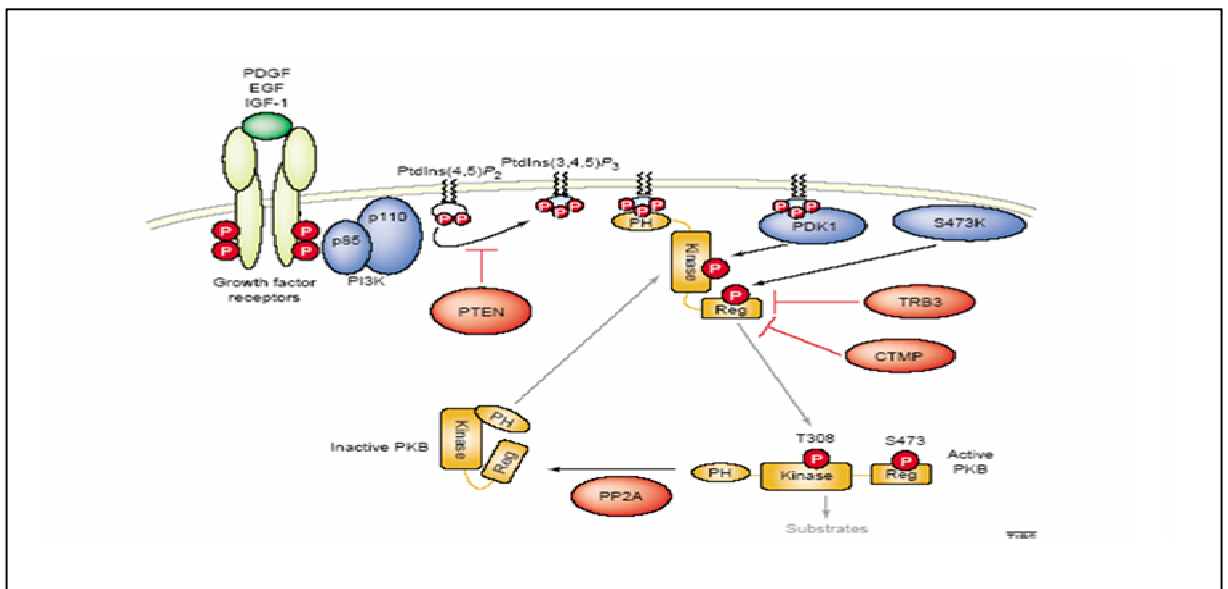 PDGF
EGF
IGF-1
PtdIns(4,5)P2
PtdIns(3,4,5)P3
P P
P P P
P P P
P P P
PH
PDK1
S473K
P
P
P
P
p85
p110
PI3K
Growth factor
receptors
PTEN
Kinase
P
P
Reg
TRB3
CTMP
Inactive PKB
Kinase
PH
Reg
PP2A
T308
S473
P
P
PH
Kinase
Reg
Active
PKB
Substrates